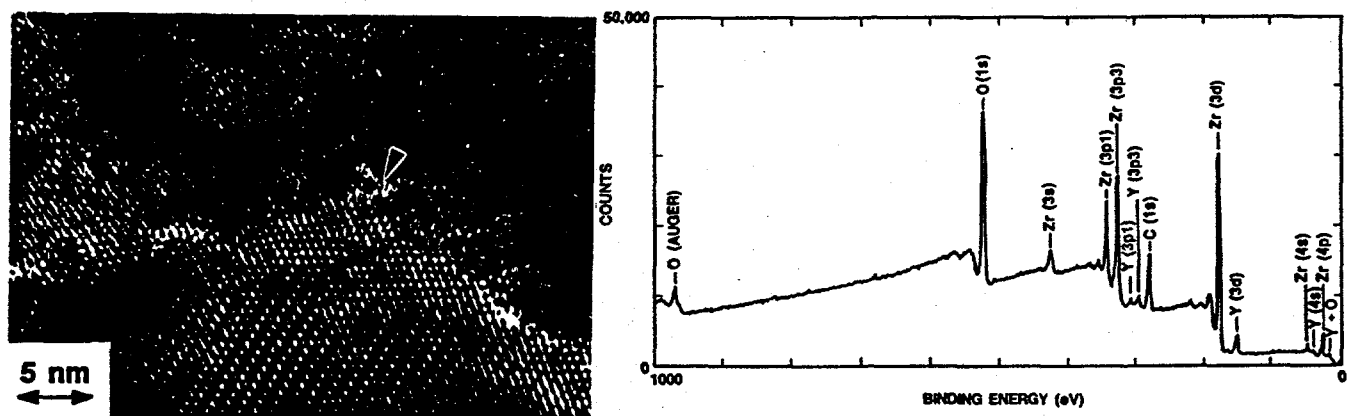 5 nm
50,000
COUNTS
0
1000
0
BINDING ENERGY (eV)
O (AUGER)
O (1s)
Zr (3s)
Zr (3p1)
Zr (3p3)
Y (3p1)
Y (3p3)
C (1s)
Zr (3d)
Y (3d)
Zr (4s)
Y (4s)
Zr (4p)
Y + O